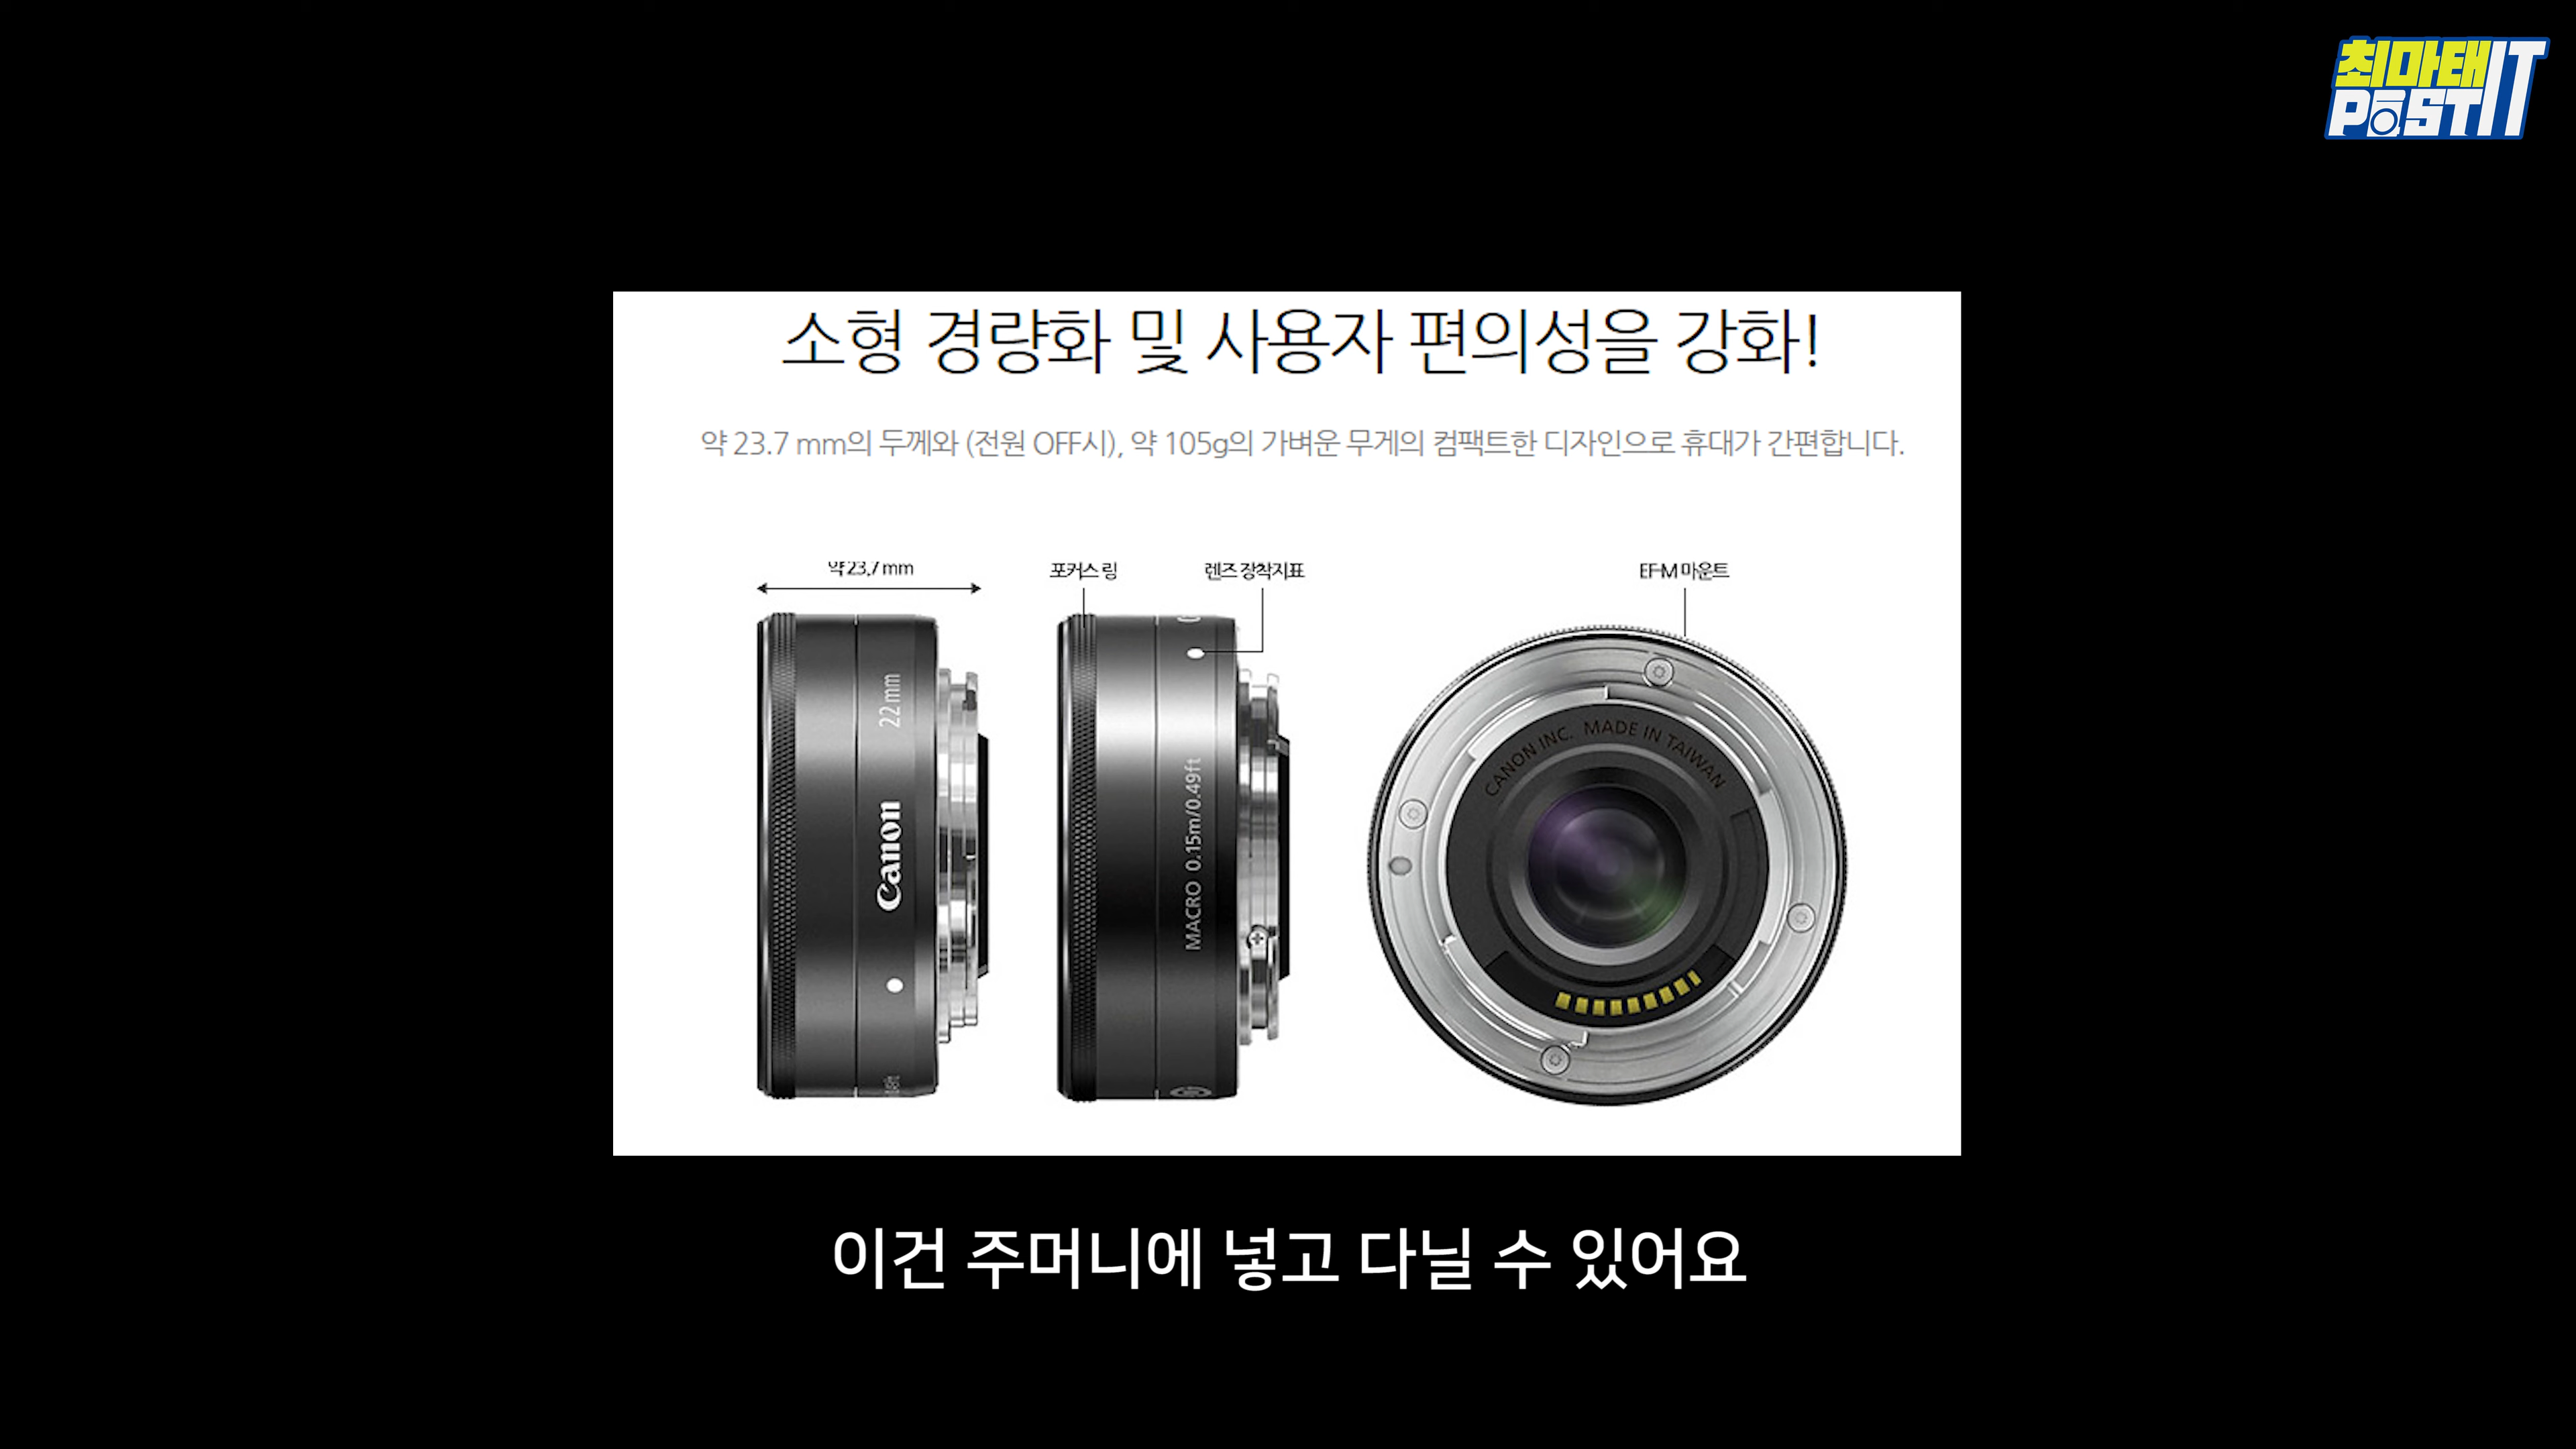 최마태
POST IT
소형 경량화 및 사용자 편의성을 강화!
약 23.7 mm의 두께와 (전원 OFF시), 약 105g의 가벼운 무게의 컴팩트한 디자인으로 휴대가 간편합니다.
약 23.7 mm
포커스 링
렌즈 장착지표
EF-M 마운트
22mm
Canon
MACRO 0.15m/0.49ft
CANON INC. MADE IN TAIWAN
이건 주머니에 넣고 다닐 수 있어요